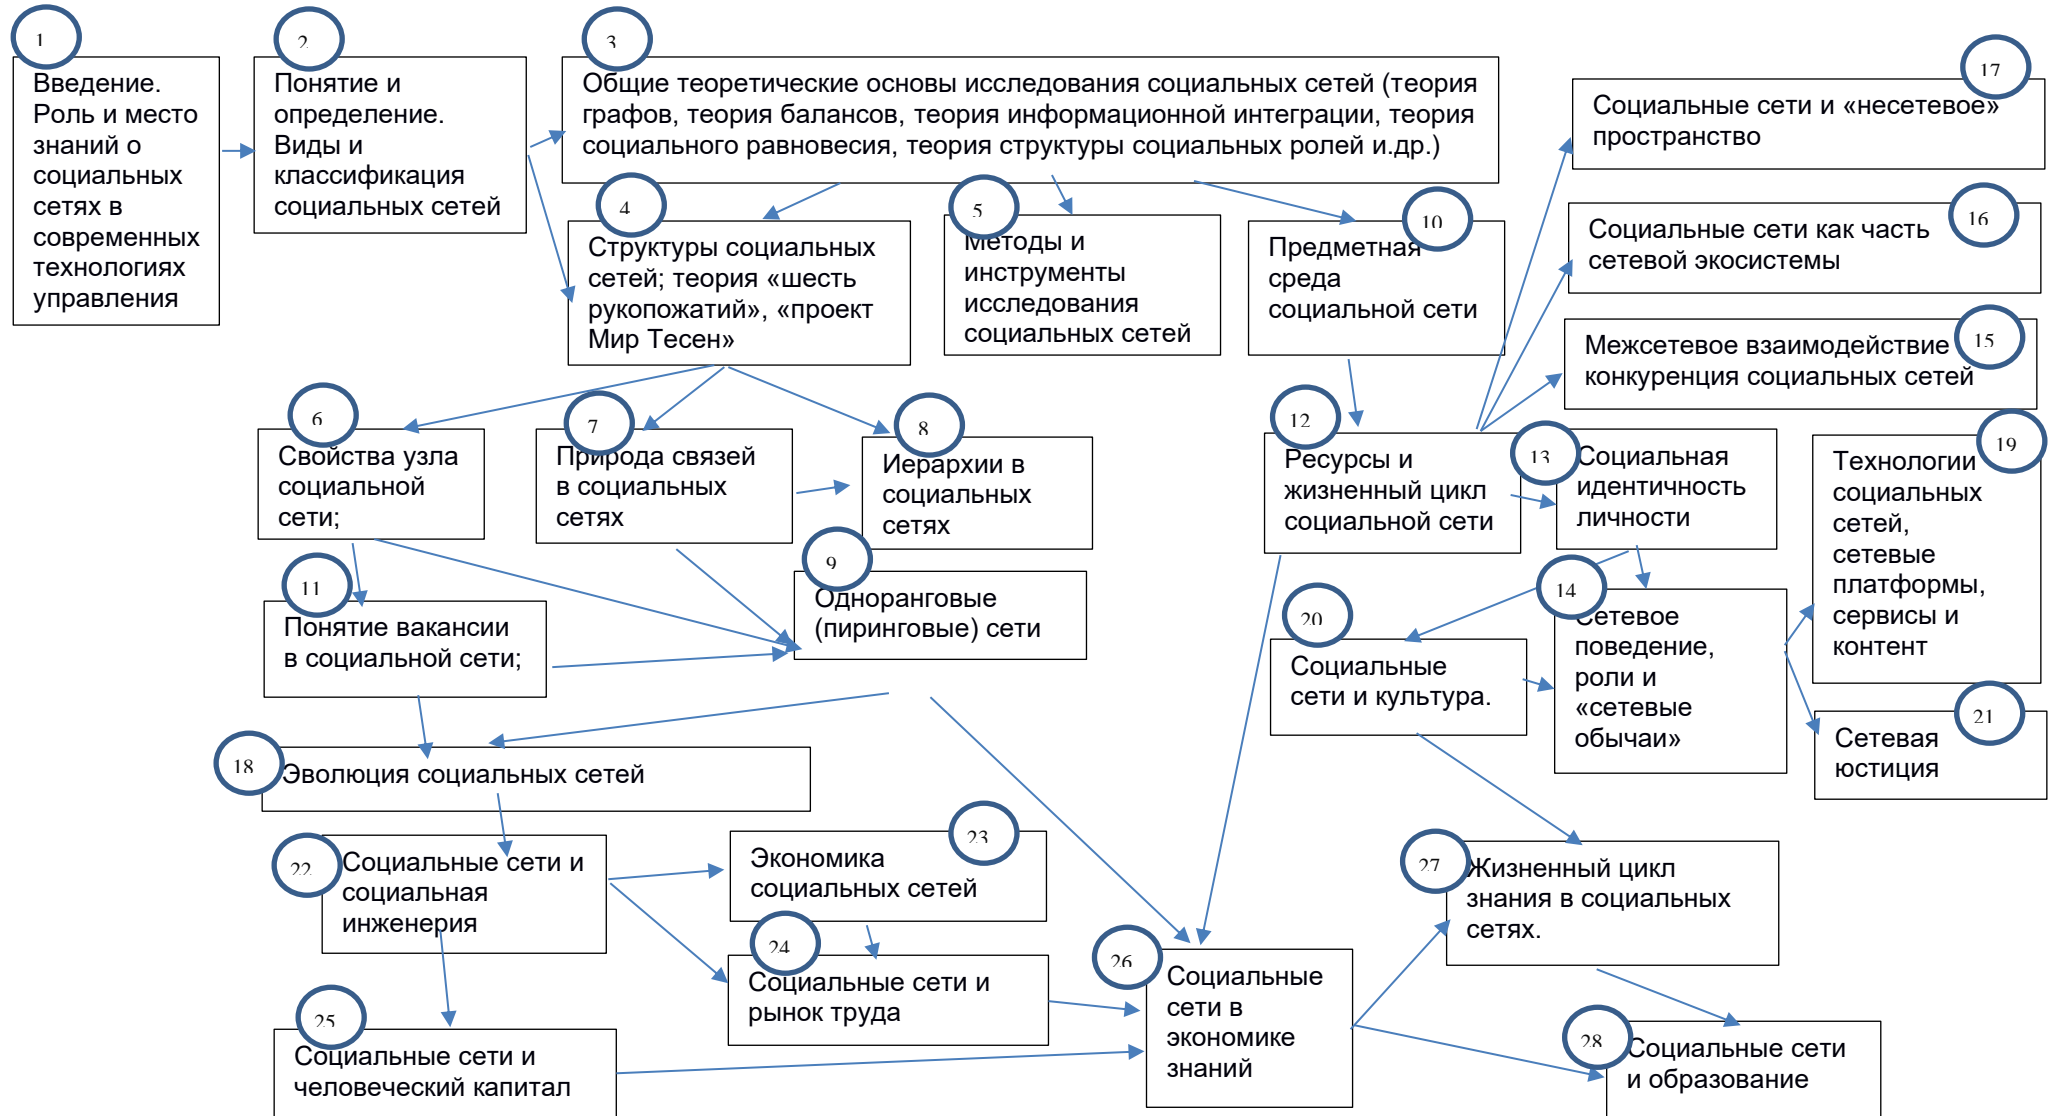 1
Введение.
Роль и место
знаний о
социальных
сетях в
современных
технологиях
управления
2
Понятие и
определение.
Виды и
классификация
социальных сетей
3
Общие теоретические основы исследования социальных сетей (теория
графов, теория балансов, теория информационной интеграции, теория
социального равновесия, теория структуры социальных ролей и.др.)
17
Социальные сети и «несетевое»
пространство
4
Структуры социальных
сетей; теория «шесть
рукопожатий», «проект
Мир Тесен»
5
Методы и
инструменты
исследования
социальных сетей
10
Предметная
среда
социальной сети
16
Социальные сети как часть
сетевой экосистемы
15
Межсетевое взаимодействие
конкуренция социальных сетей
6
Свойства узла
социальной
сети;
7
Природа связей
в социальных
сетях
8
Иерархии в
социальных
сетях
12
Ресурсы и
жизненный цикл
социальной сети
13
Социальная
идентичность
личности
19
Технологии
социальных
сетей,
сетевые
платформы,
сервисы и
контент
9
Одноранговые
(пиринговые) сети
11
Понятие вакансии
в социальной сети;
20
Социальные
сети и культура.
14
Сетевое
поведение,
роли и
«сетевые
обычаи»
21
Сетевая
юстиция
18
Эволюция социальных сетей
22
Социальные сети и
социальная
инженерия
23
Экономика
социальных сетей
24
Социальные сети и
рынок труда
25
Социальные сети и
человеческий капитал
26
Социальные
сети в
экономике
знаний
27
Жизненный цикл
знания в социальных
сетях.
28
Социальные сети
и образование